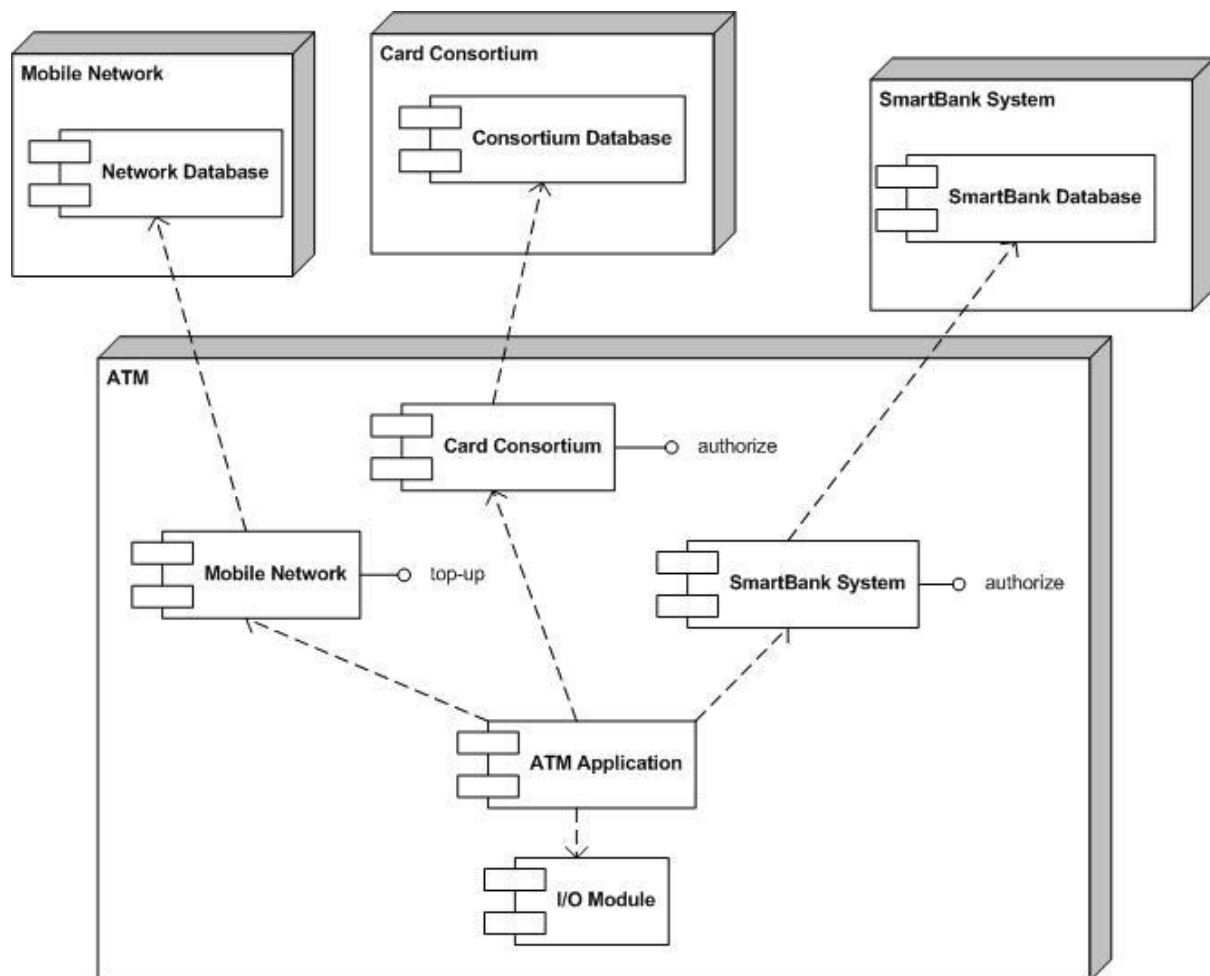 Mobile Network
Network Database
Card Consortium
Consortium Database
SmartBank System
SmartBank Database
ATM
Card Consortium
authorize
Mobile Network
top-up
SmartBank System
authorize
ATM Application
I/O Module